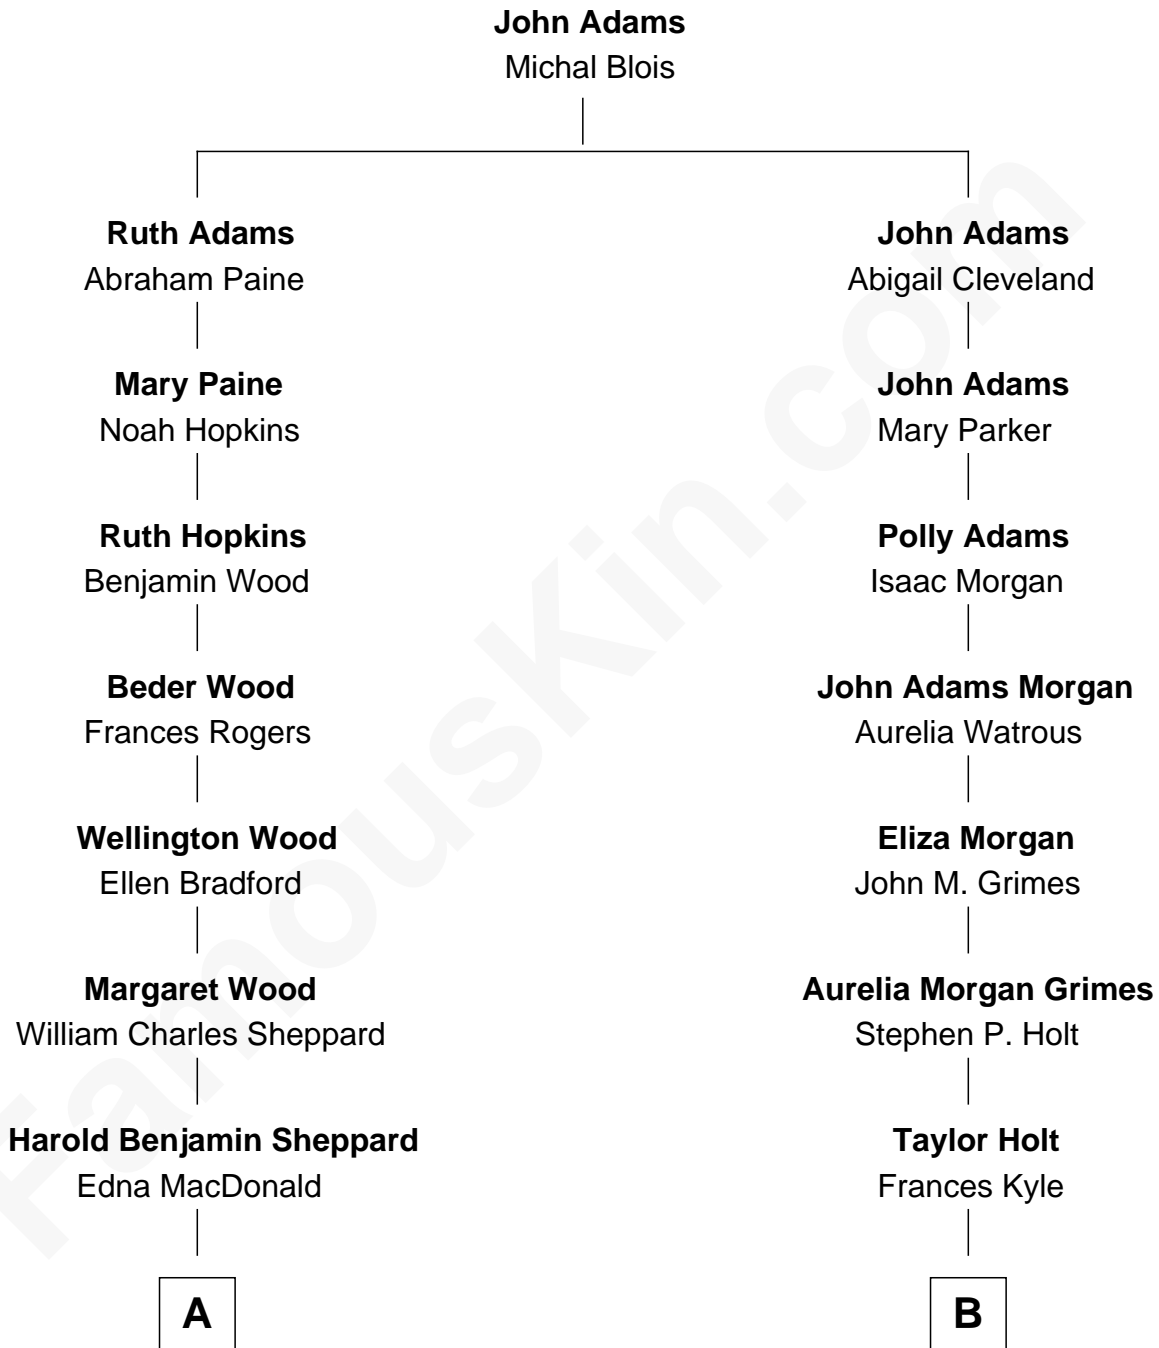 John Adams
Michal Blois
Ruth Adams
Abraham Paine
John Adams
Abigail Cleveland
Mary Paine
Noah Hopkins
John Adams
Mary Parker
Ruth Hopkins
Benjamin Wood
Polly Adams
Isaac Morgan
Beder Wood
Frances Rogers
John Adams Morgan
Aurelia Watrous
Wellington Wood
Ellen Bradford
Eliza Morgan
John M. Grimes
Margaret Wood
William Charles Sheppard
Aurelia Morgan Grimes
Stephen P. Holt
Harold Benjamin Sheppard
Edna MacDonald
Taylor Holt
Frances Kyle
A
B
FamousKin.com